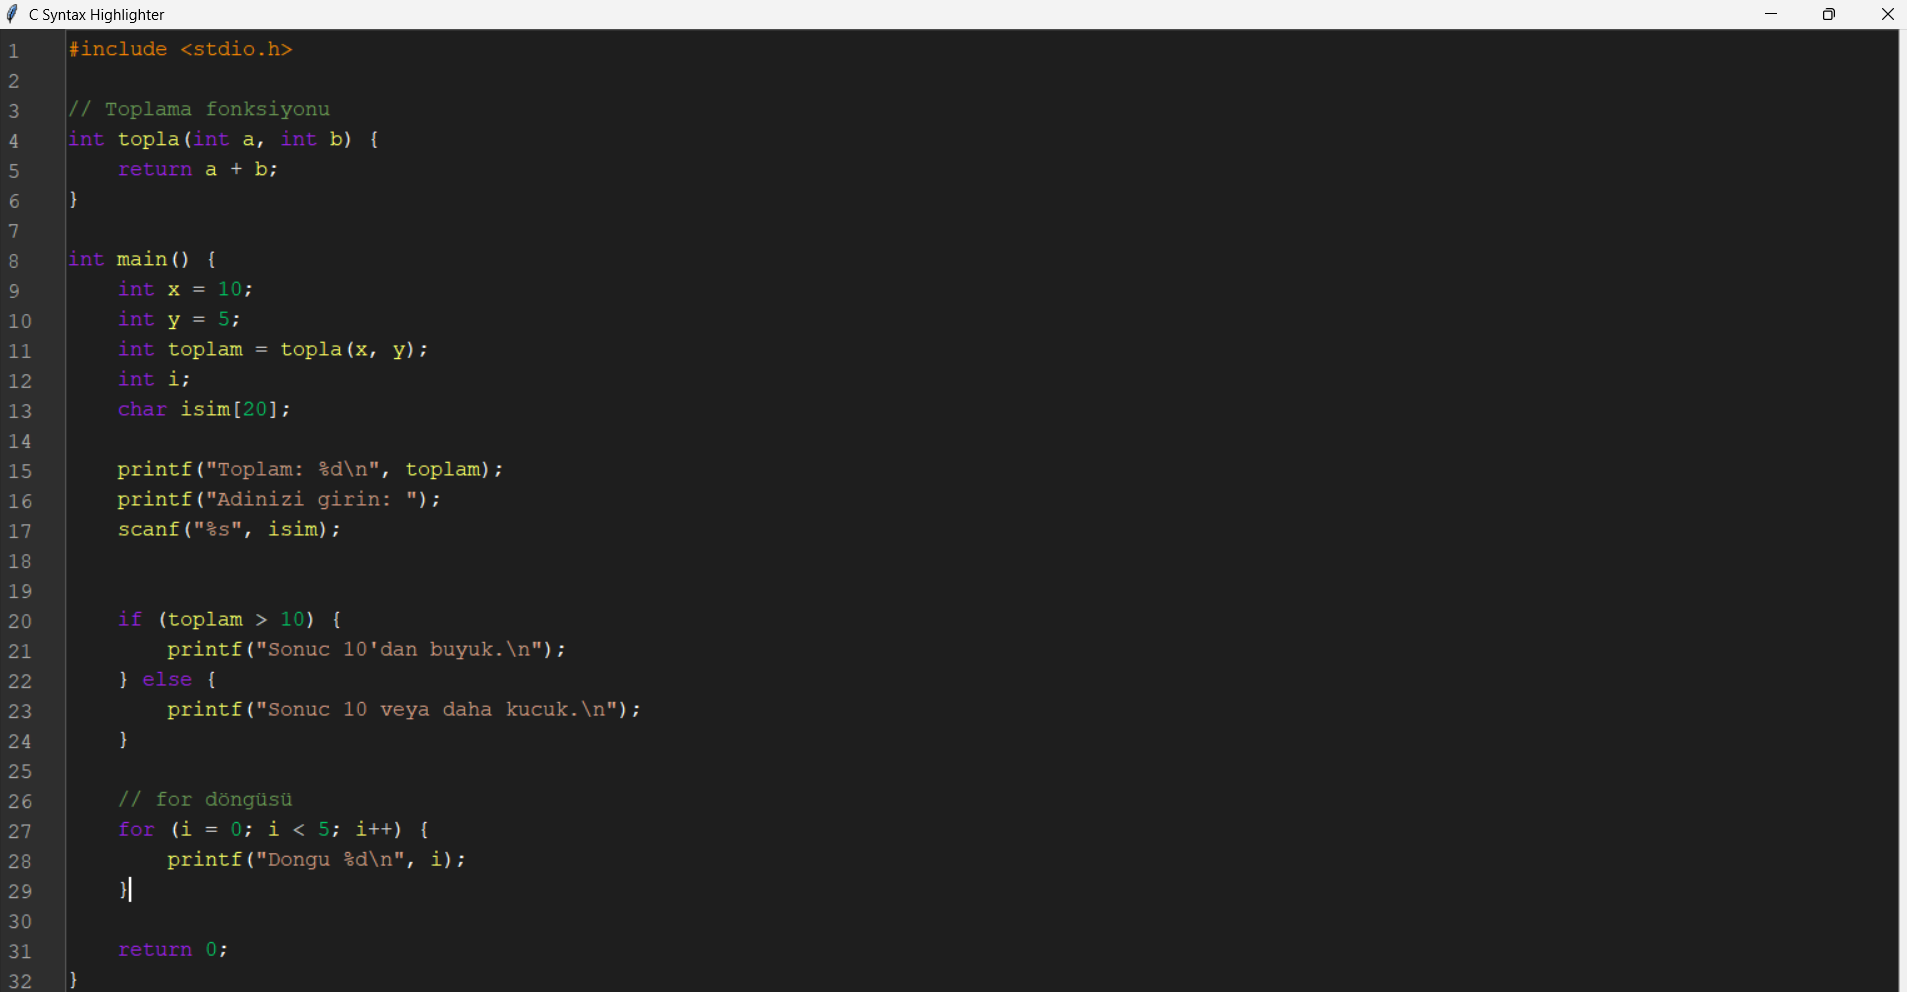 C Syntax Highlighter
1 #include <stdio.h>
2
3 // Toplama fonksiyonu
4 int topla(int a, int b) {
5     return a + b;
6 }
7
8 int main() {
9     int x = 10;
10     int y = 5;
11     int toplam = topla(x, y);
12     int i;
13     char isim[20];
14
15     printf("Toplam: %d\n", toplam);
16     printf("Adinizi girin: ");
17     scanf("%s", isim);
18
19
20     if (toplam > 10) {
21         printf("Sonuc 10'dan buyuk.\n");
22     } else {
23         printf("Sonuc 10 veya daha kucuk.\n");
24     }
25
26     // for döngüsü
27     for (i = 0; i < 5; i++) {
28         printf("Dongu %d\n", i);
29     }
30
31     return 0;
32 }